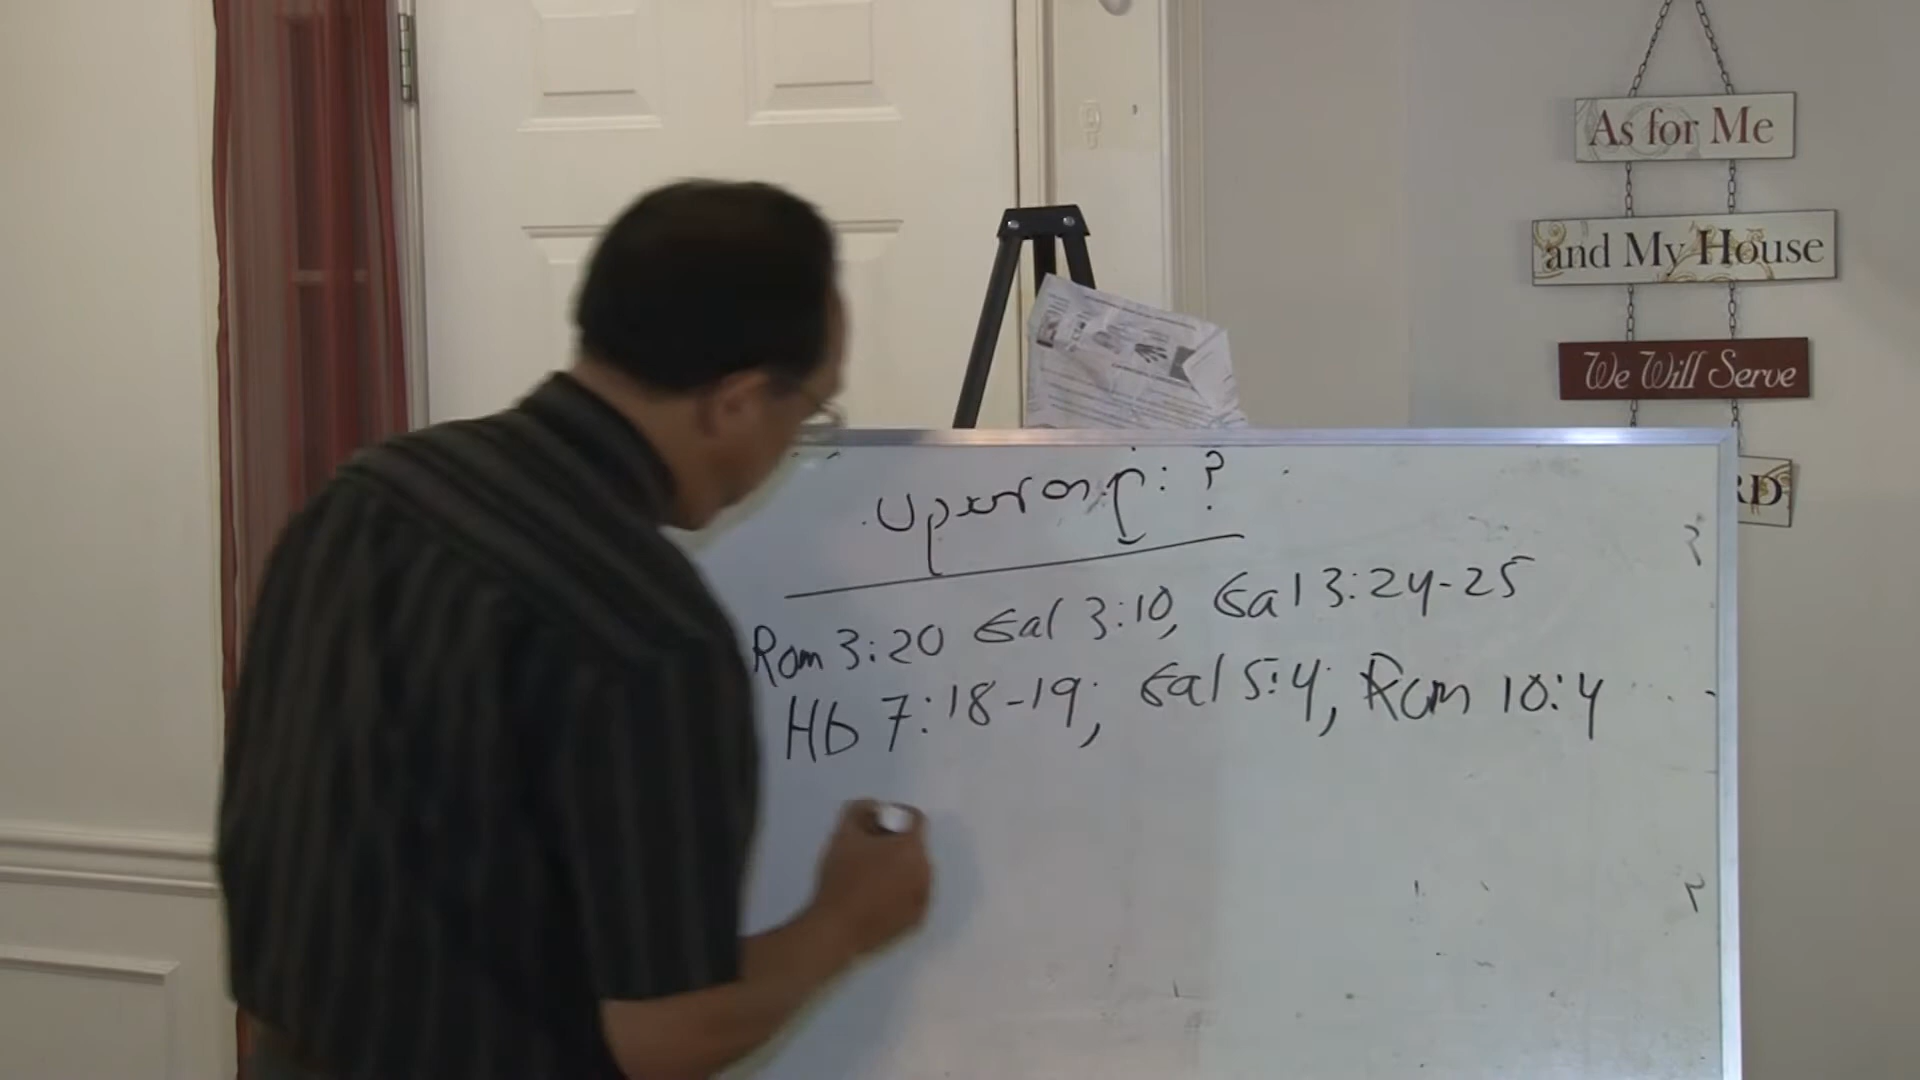 Rom 3:20 Gal 3:10, Gal 3:24-25
Hb 7:18-19; Gal 5:4; Rom 10:4
As for Me
and My House
We Will Serve
RD